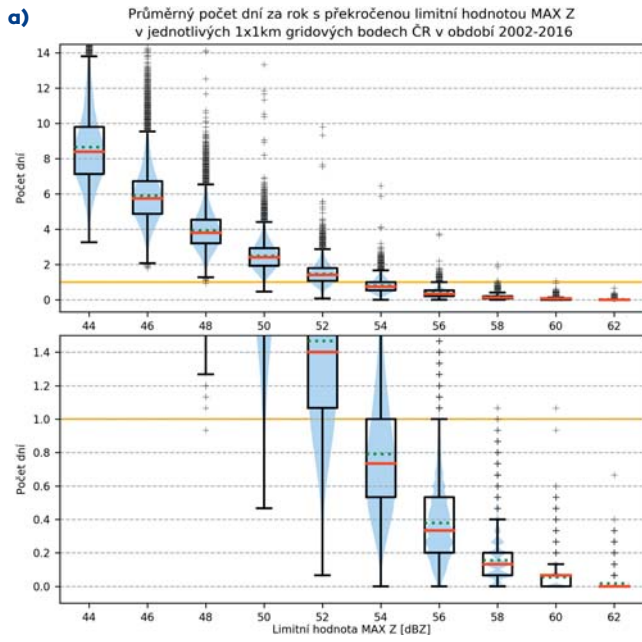 a)
Průměrný počet dní za rok s překročenou limitní hodnotou MAX Z
v jednotlivých 1x1km gridových bodech ČR v období 2002-2016
Počet dní
14
12
10
8
6
4
2
0
44 46 48 50 52 54 56 58 60 62
Počet dní
1.4
1.2
1.0
0.8
0.6
0.4
0.2
0.0
44 46 48 50 52 54 56 58 60 62
Limitní hodnota MAX Z [dBZ]